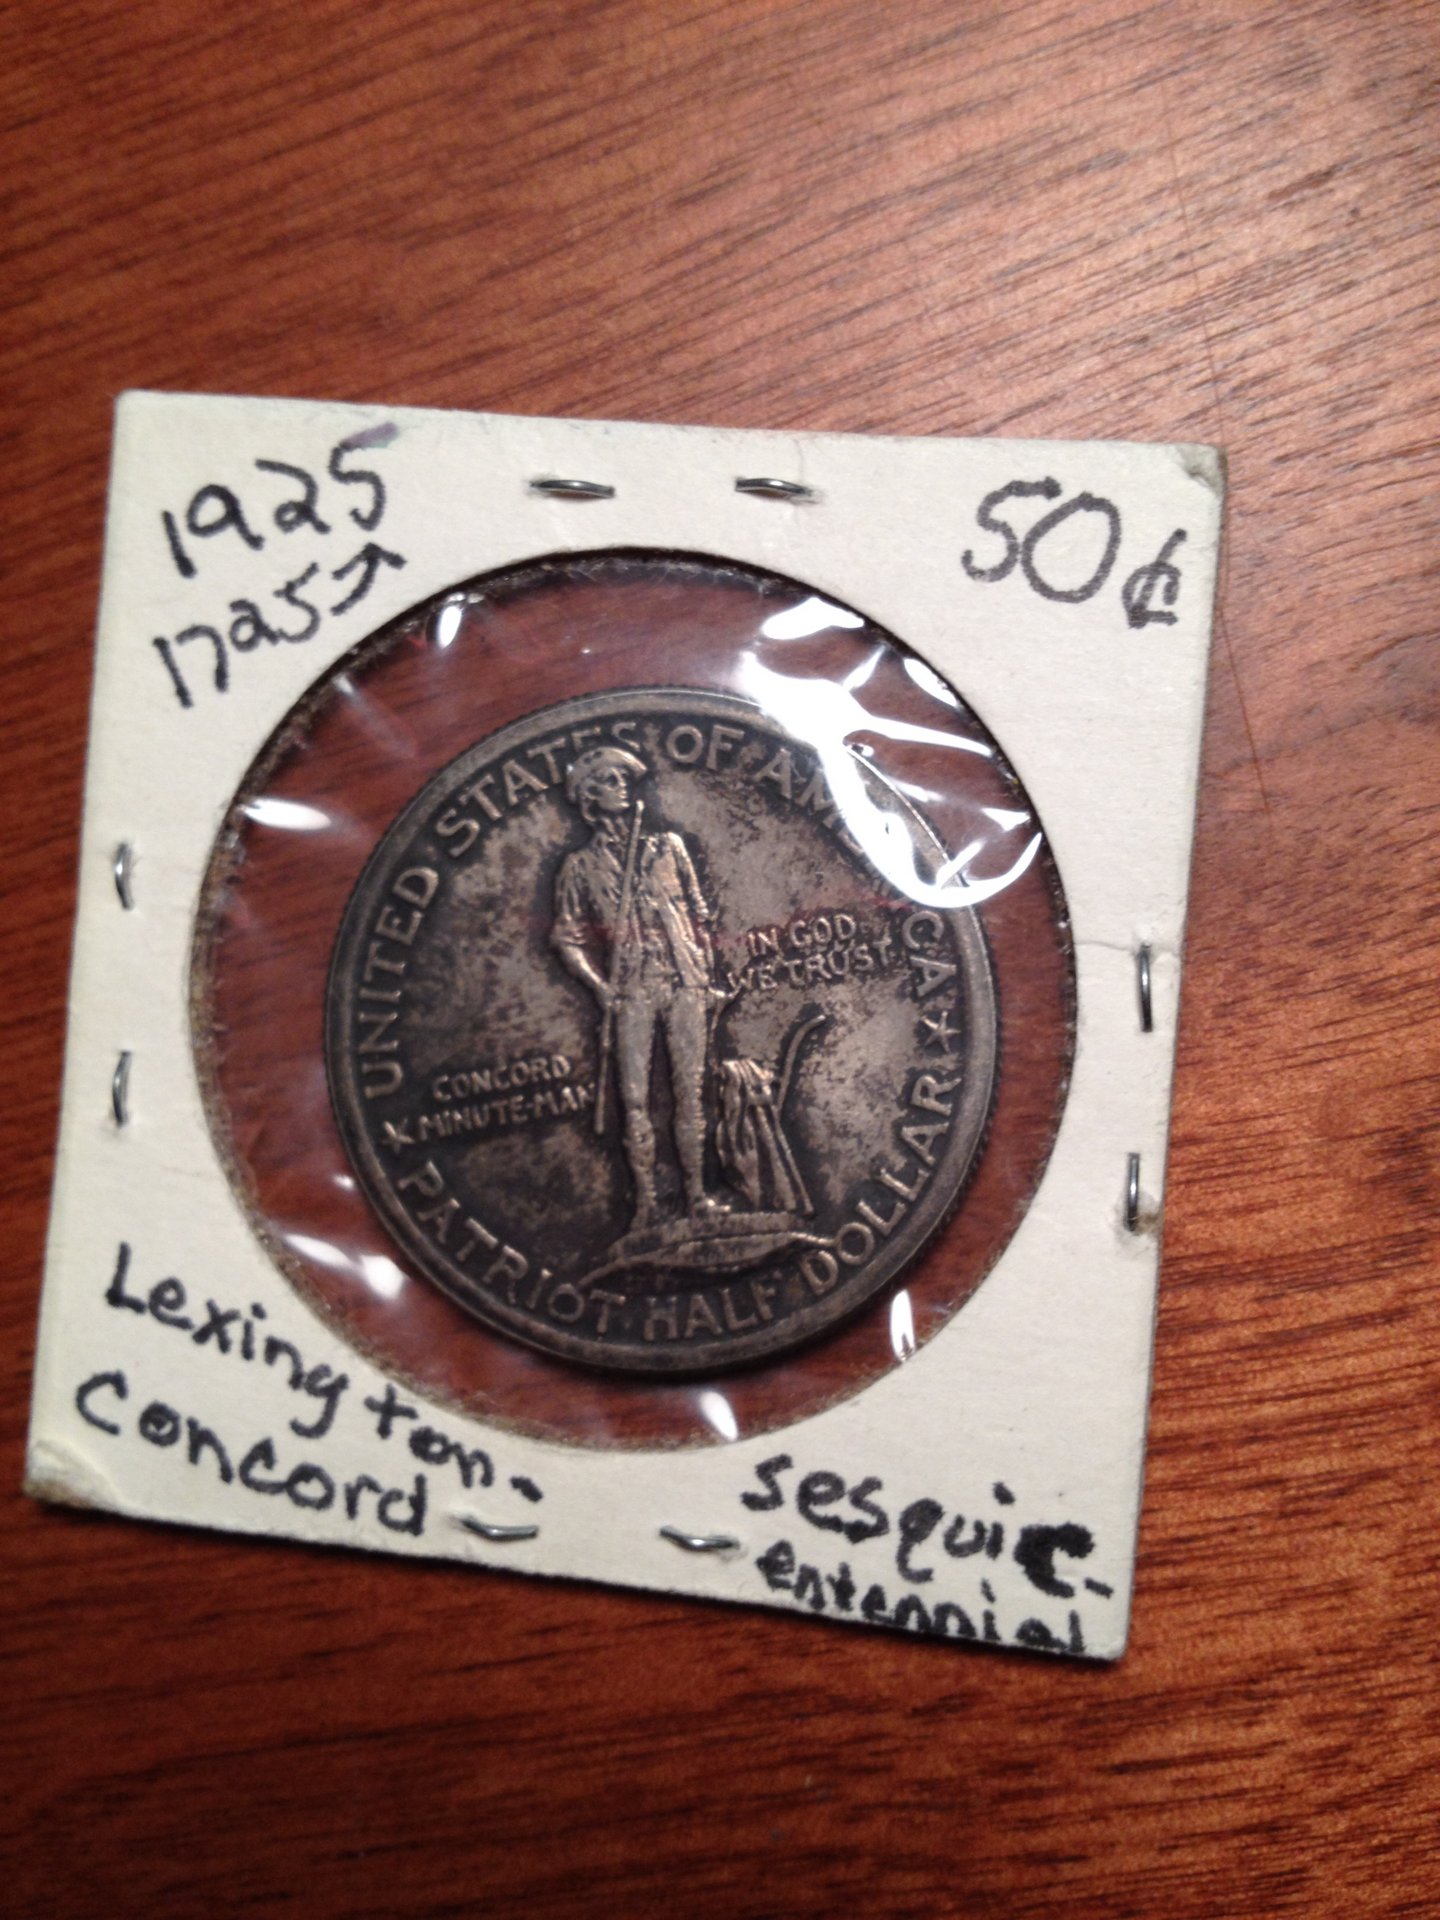 1925
1725↗
50¢
UNITED STATES OF AMERICA
IN GOD
WE TRUST
CONCORD
MINUTE-MAN
PATRIOT HALF DOLLAR
Lexington-
Concord
Sesquic-
entennial